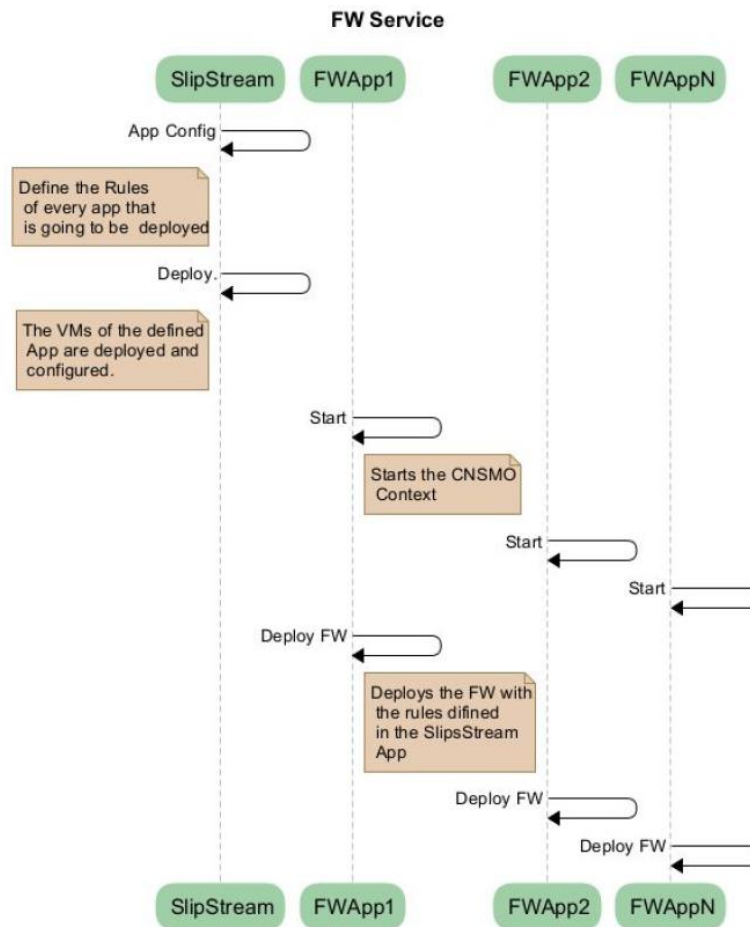 FW Service
SlipStream FWApp1 FWApp2 FWAppN
App Config
Define the Rules
of every app that
is going to be deployed
Deploy.
The VMs of the defined
App are deployed and
configured.
Start
Starts the CNSMO
Context
Start
Start
Deploy FW
Deploys the FW with
the rules difined
in the SlipsStream
App
Deploy FW
Deploy FW
SlipStream FWApp1 FWApp2 FWAppN